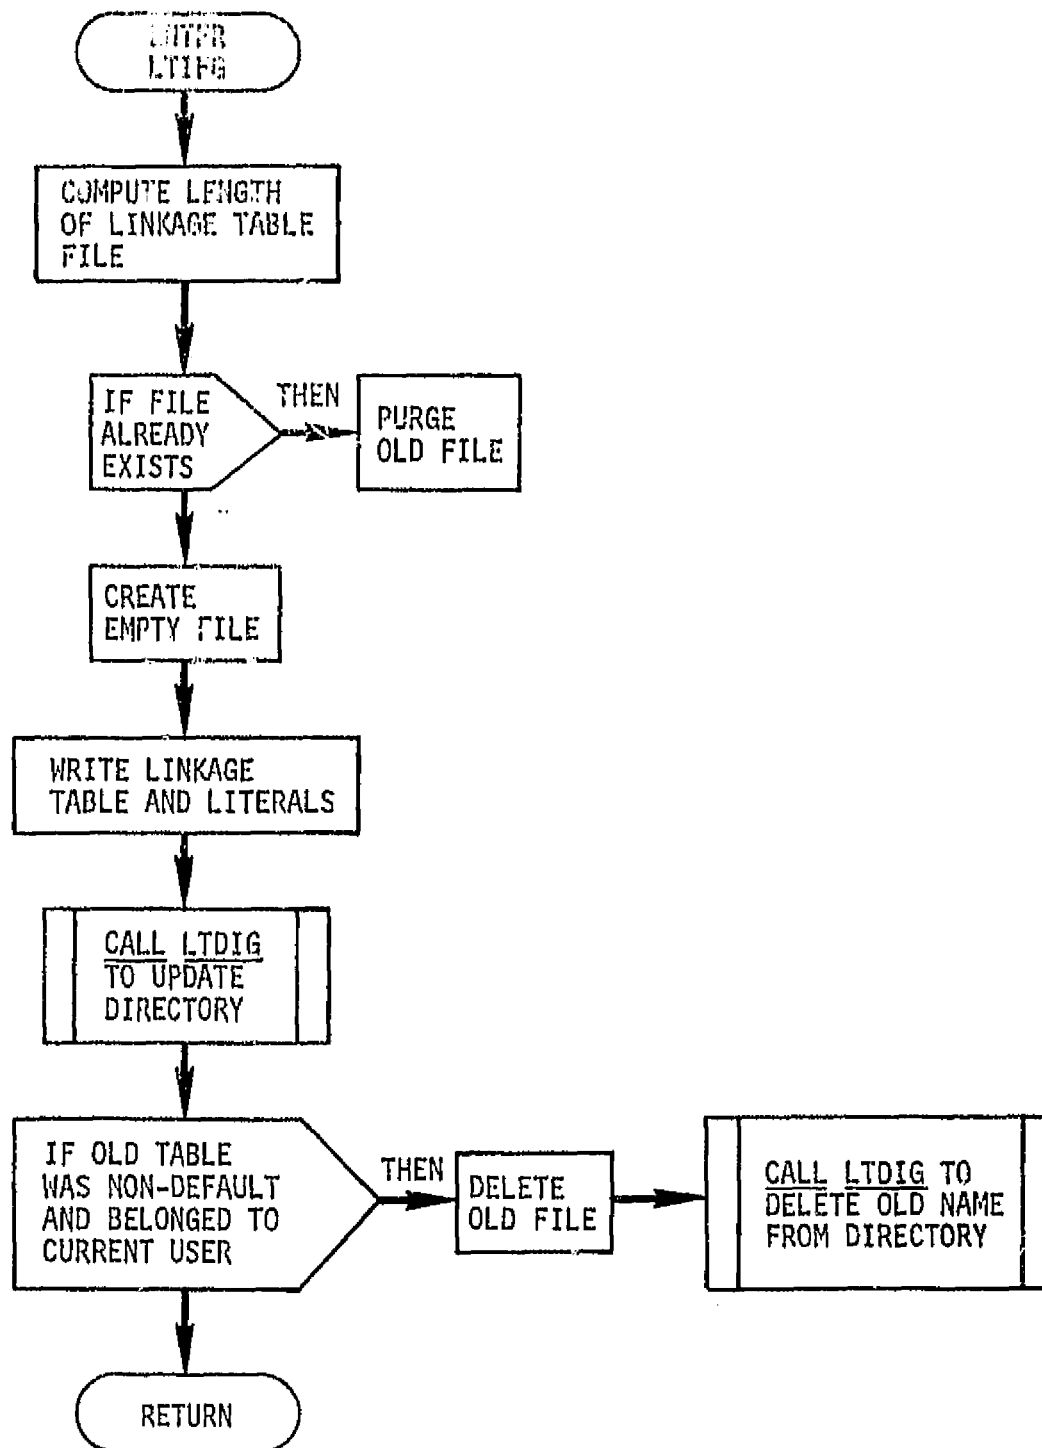 ENTER
LTIFG
COMPUTE LENGTH
OF LINKAGE TABLE
FILE
IF FILE
ALREADY
EXISTS
THEN
PURGE
OLD FILE
CREATE
EMPTY FILE
WRITE LINKAGE
TABLE AND LITERALS
CALL LTDIG
TO UPDATE
DIRECTORY
IF OLD TABLE
WAS NON-DEFAULT
AND BELONGED TO
CURRENT USER
THEN
DELETE
OLD FILE
CALL LTDIG TO
DELETE OLD NAME
FROM DIRECTORY
RETURN